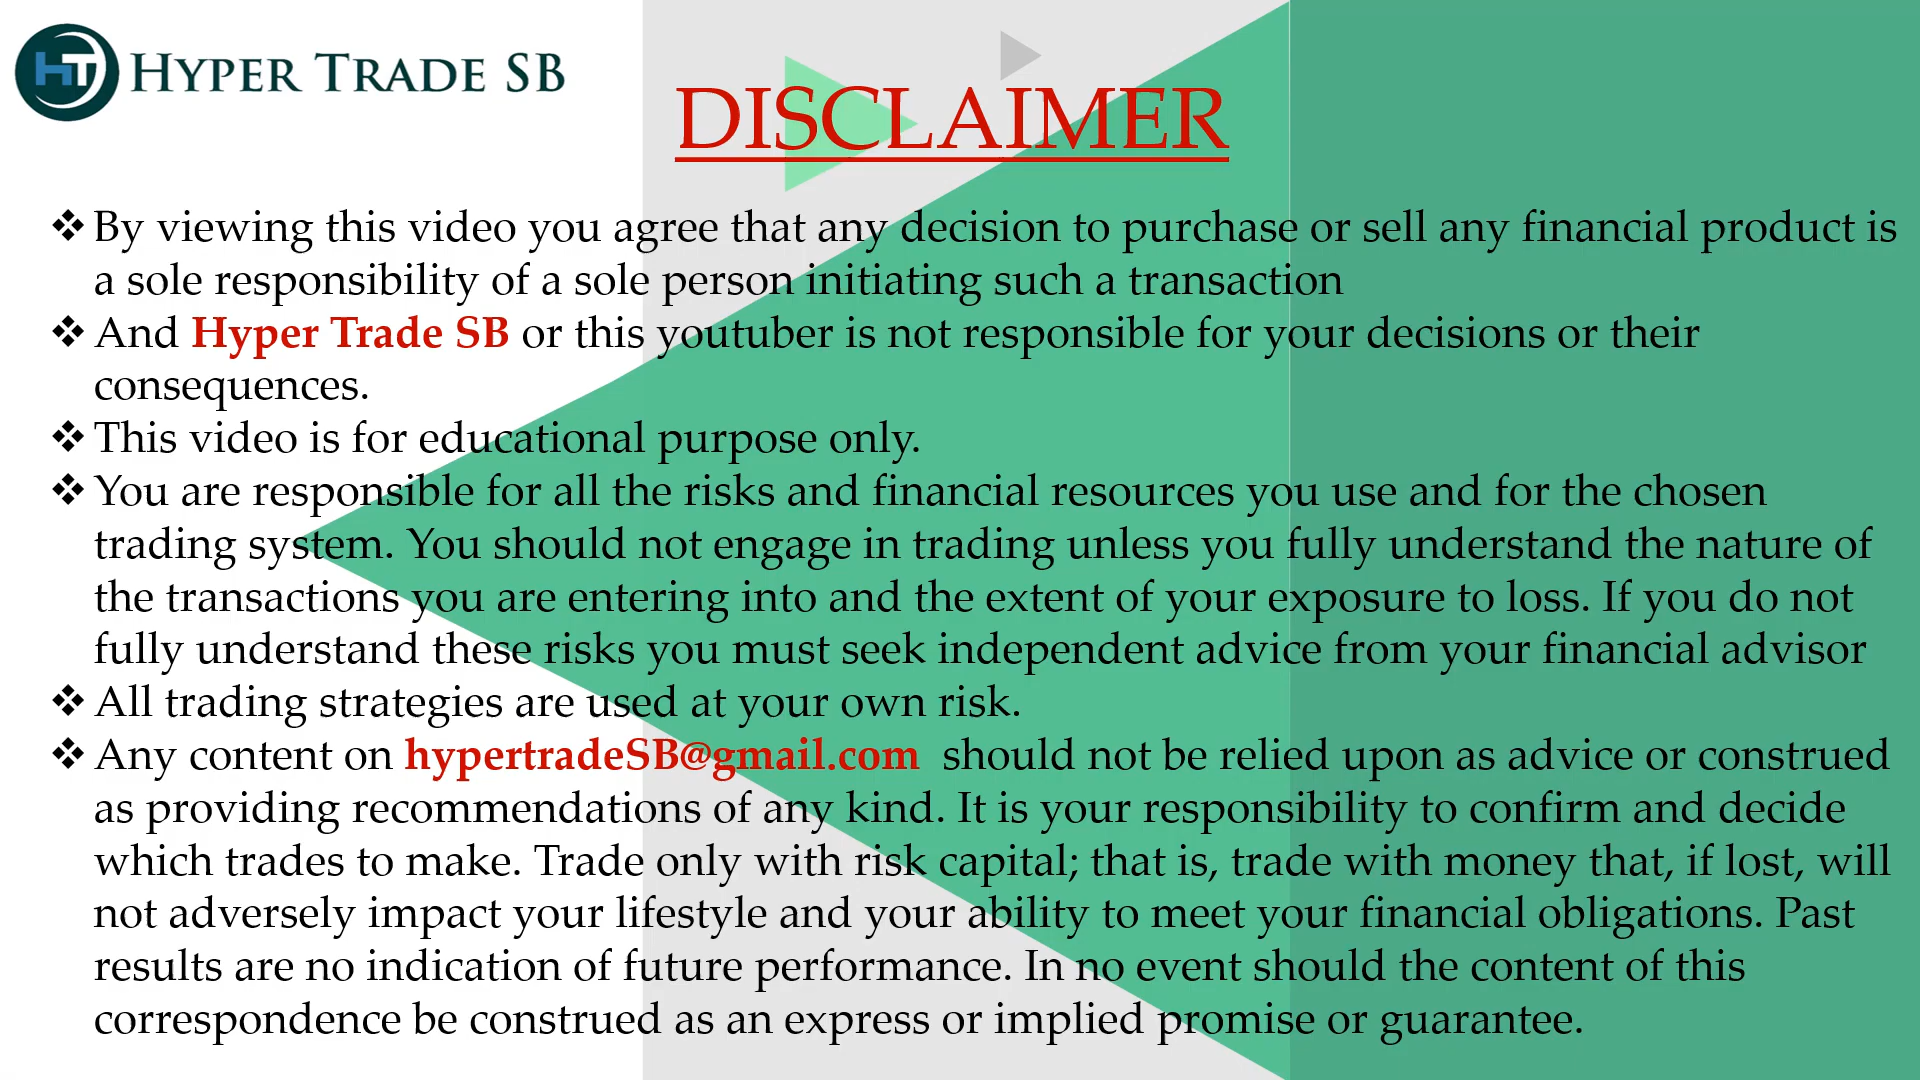 HT HYPER TRADE SB
DISCLAIMER
❖ By viewing this video you agree that any decision to purchase or sell any financial product is
a sole responsibility of a sole person initiating such a transaction
❖ And Hyper Trade SB or this youtuber is not responsible for your decisions or their
consequences.
❖ This video is for educational purpose only.
❖ You are responsible for all the risks and financial resources you use and for the chosen
trading system. You should not engage in trading unless you fully understand the nature of
the transactions you are entering into and the extent of your exposure to loss. If you do not
fully understand these risks you must seek independent advice from your financial advisor
❖ All trading strategies are used at your own risk.
❖ Any content on hypertradeSB@gmail.com should not be relied upon as advice or construed
as providing recommendations of any kind. It is your responsibility to confirm and decide
which trades to make. Trade only with risk capital; that is, trade with money that, if lost, will
not adversely impact your lifestyle and your ability to meet your financial obligations. Past
results are no indication of future performance. In no event should the content of this
correspondence be construed as an express or implied promise or guarantee.